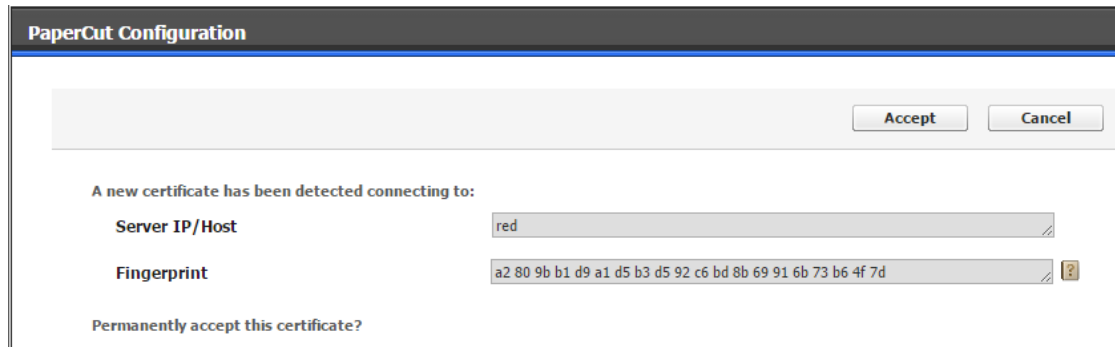 PaperCut Configuration
Accept Cancel
A new certificate has been detected connecting to:
Server IP/Host red
Fingerprint a2 80 9b b1 d9 a1 d5 b3 d5 92 c6 bd 8b 69 91 6b 73 b6 4f 7d ?
Permanently accept this certificate?